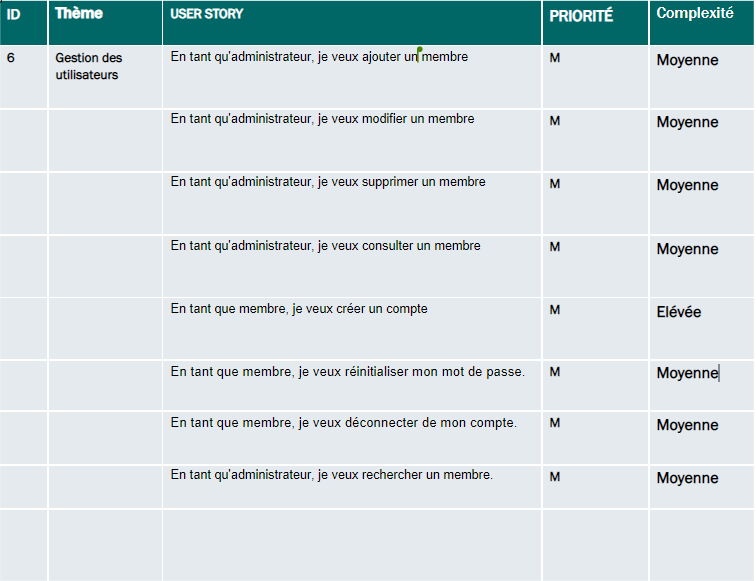 ID Thème USER STORY PRIORITÉ Complexité
6 Gestion des utilisateurs En tant qu'administrateur, je veux ajouter un membre M Moyenne
En tant qu'administrateur, je veux modifier un membre M Moyenne
En tant qu'administrateur, je veux supprimer un membre M Moyenne
En tant qu'administrateur, je veux consulter un membre M Moyenne
En tant que membre, je veux créer un compte M Elévée
En tant que membre, je veux réinitialiser mon mot de passe. M Moyenne
En tant que membre, je veux déconnecter de mon compte. M Moyenne
En tant qu'administrateur, je veux rechercher un membre. M Moyenne